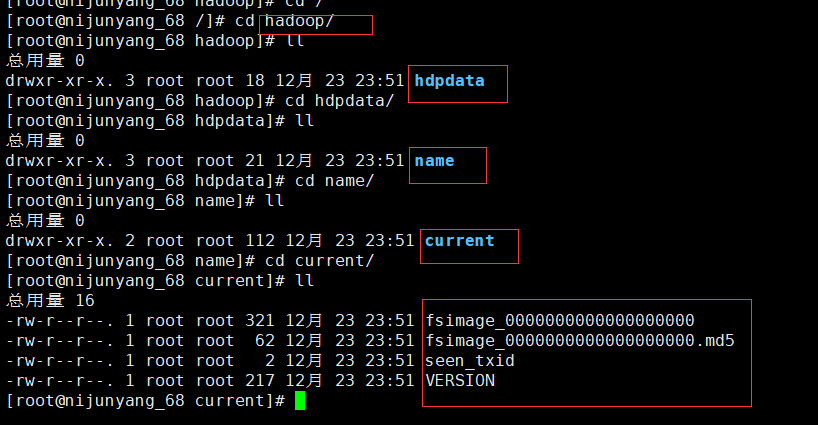 [root@nijunyang_68 hadoop]# cd /
[root@nijunyang_68 /]# cd hadoop/
[root@nijunyang_68 hadoop]# ll
总用量 0
drwxr-xr-x. 3 root root 18 12月 23 23:51 hdpdata
[root@nijunyang_68 hadoop]# cd hdpdata/
[root@nijunyang_68 hdpdata]# ll
总用量 0
drwxr-xr-x. 3 root root 21 12月 23 23:51 name
[root@nijunyang_68 hdpdata]# cd name/
[root@nijunyang_68 name]# ll
总用量 0
drwxr-xr-x. 2 root root 112 12月 23 23:51 current
[root@nijunyang_68 name]# cd current/
[root@nijunyang_68 current]# ll
总用量 16
-rw-r--r--. 1 root root 321 12月 23 23:51 fsimage_0000000000000000000
-rw-r--r--. 1 root root  62 12月 23 23:51 fsimage_0000000000000000000.md5
-rw-r--r--. 1 root root   2 12月 23 23:51 seen_txid
-rw-r--r--. 1 root root 217 12月 23 23:51 VERSION
[root@nijunyang_68 current]#